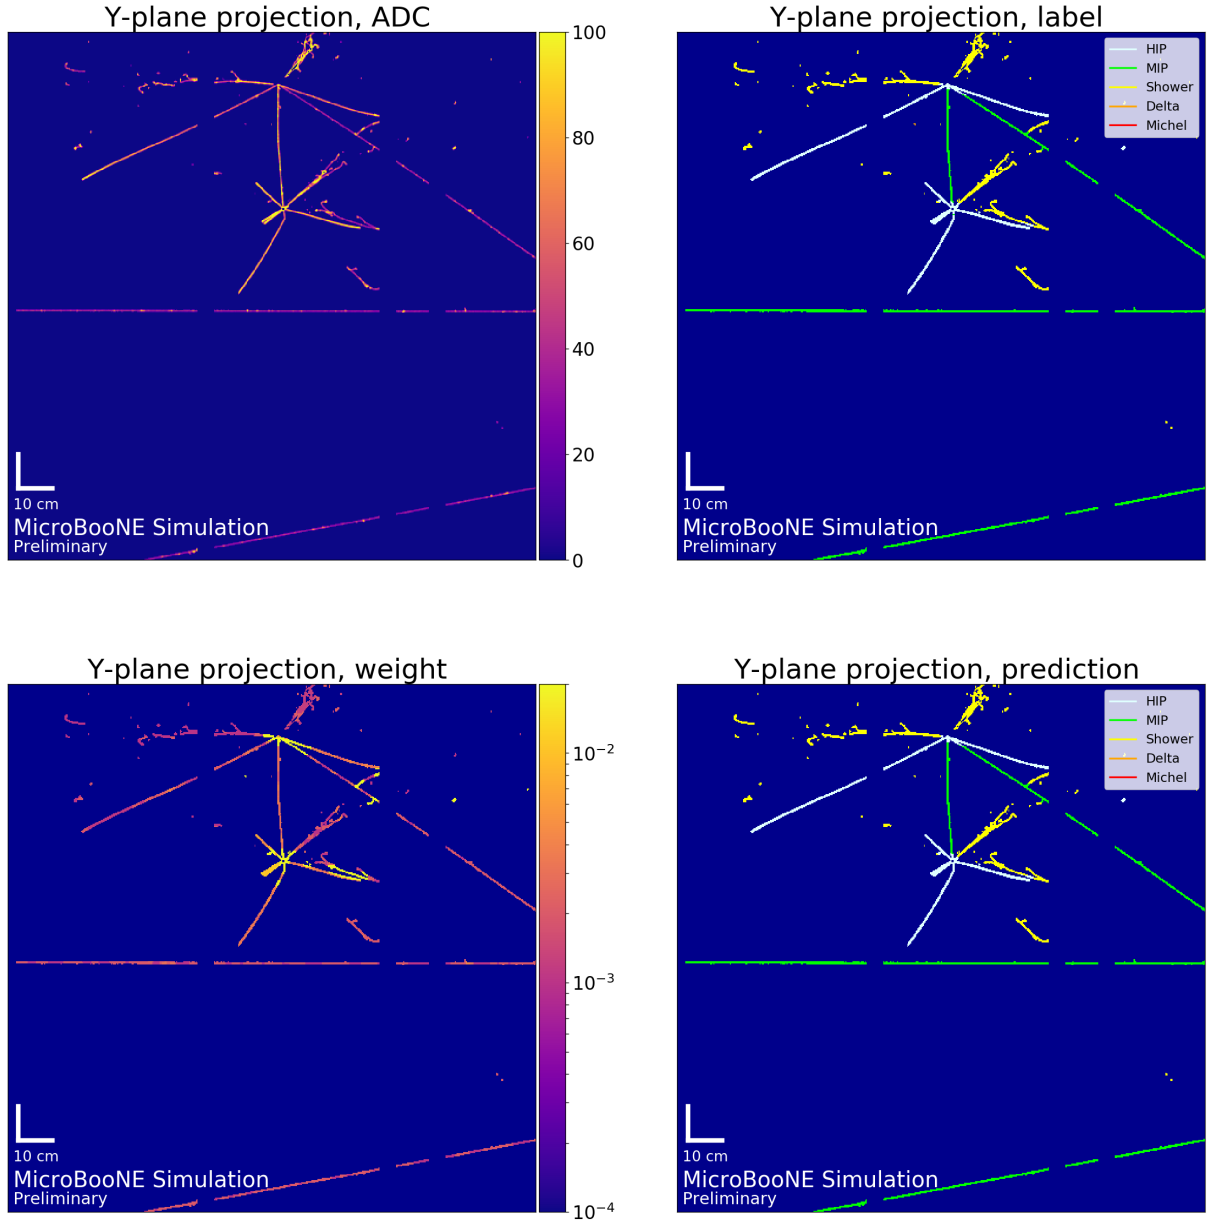 Y-plane projection, ADC
100
80
60
40
20
0
10 cm
MicroBooNE Simulation
Preliminary
Y-plane projection, label
HIP
MIP
Shower
Delta
Michel
10 cm
MicroBooNE Simulation
Preliminary
Y-plane projection, weight
10⁻²
10⁻³
10⁻⁴
10 cm
MicroBooNE Simulation
Preliminary
Y-plane projection, prediction
HIP
MIP
Shower
Delta
Michel
10 cm
MicroBooNE Simulation
Preliminary